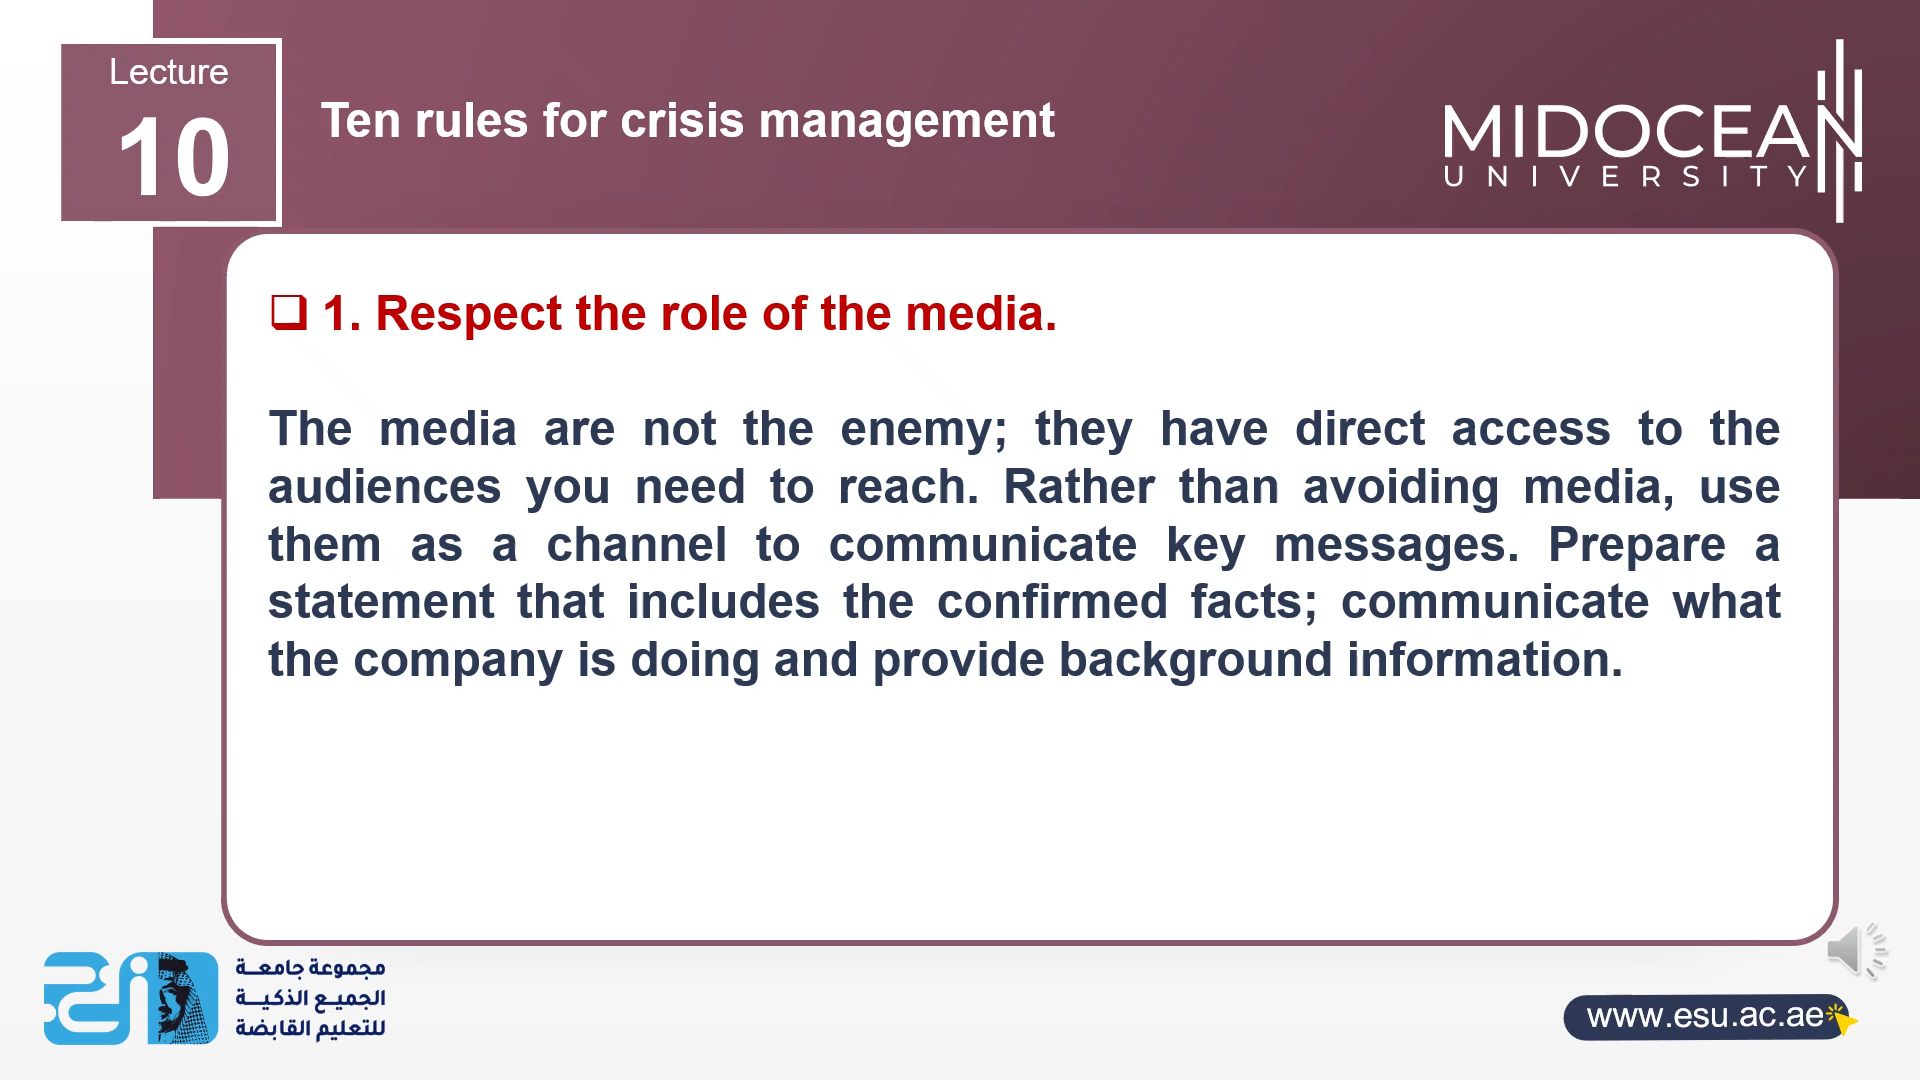 Lecture
10
Ten rules for crisis management
MIDOCEAN
UNIVERSITY
1. Respect the role of the media.
The media are not the enemy; they have direct access to the
audiences you need to reach. Rather than avoiding media, use
them as a channel to communicate key messages. Prepare a
statement that includes the confirmed facts; communicate what
the company is doing and provide background information.
مجموعة جامعـــة
الجميـع الذكيـــة
للتعليم القابضة
www.esu.ac.ae